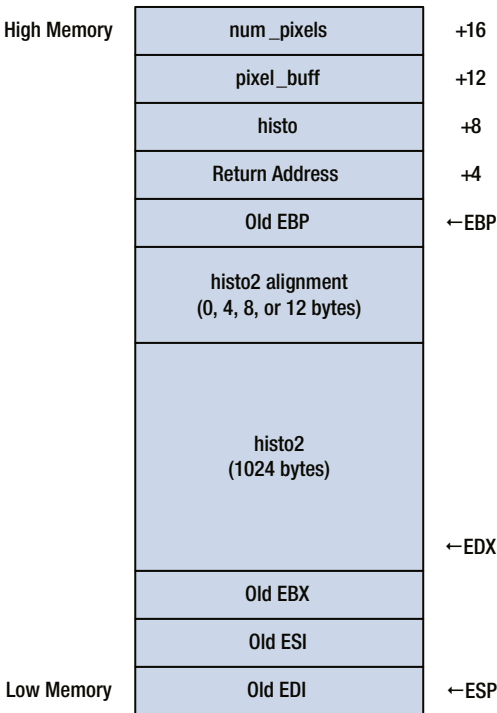 High Memory num_pixels +16
pixel_buff +12
histo +8
Return Address +4
Old EBP ←EBP
histo2 alignment
(0, 4, 8, or 12 bytes)
histo2
(1024 bytes)
←EDX
Old EBX
Old ESI
Low Memory Old EDI ←ESP